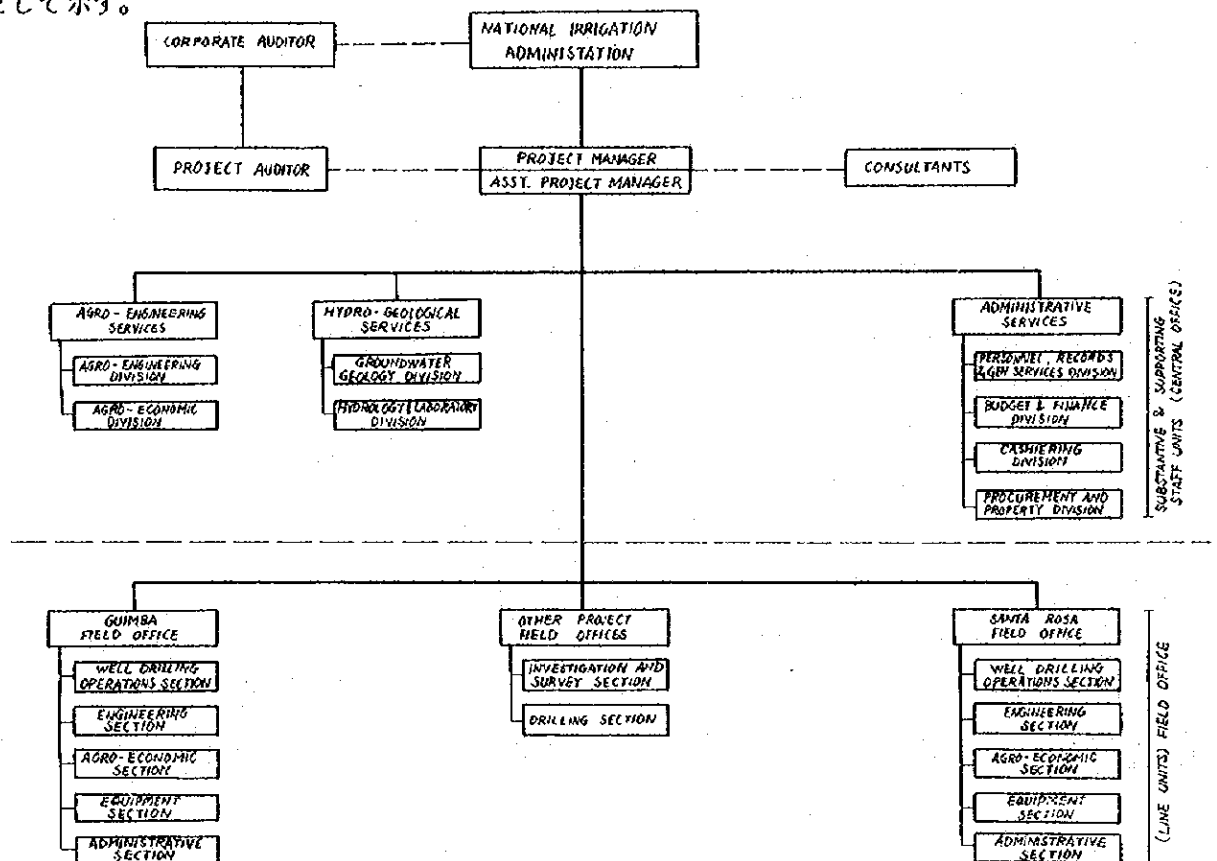 として示す。
CORPORATE AUDITOR
NATIONAL IRRIGATION
ADMINISTATION
PROJECT AUDITOR
PROJECT MANAGER
ASST. PROJECT MANAGER
CONSULTANTS
AGRO-ENGINEERING
SERVICES
AGRO-ENGINEERING
DIVISION
AGRO-ECONOMIC
DIVISION
HYDRO-GEOLOGICAL
SERVICES
GROUNDWATER
GEOLOGY DIVISION
HYDROLOGY LABORATORY
DIVISION
ADMINISTRATIVE
SERVICES
PERSONNEL, RECORDS
& GEN SERVICES DIVISION
BUDGET & FINANCE
DIVISION
CASHIERING
DIVISION
PROCUREMENT AND
PROPERTY DIVISION
SUBSTANTIVE & SUPPORTING
STAFF UNITS (CENTRAL OFFICE)
GUIMBA
FIELD OFFICE
WELL DRILLING
OPERATIONS SECTION
ENGINEERING
SECTION
AGRO-ECONOMIC
SECTION
EQUIPMENT
SECTION
ADMINISTRATIVE
SECTION
OTHER PROJECT
FIELD OFFICES
INVESTIGATION AND
SURVEY SECTION
DRILLING SECTION
SANTA ROSA
FIELD OFFICE
WELL DRILLING
OPERATIONS SECTION
ENGINEERING
SECTION
AGRO-ECONOMIC
SECTION
EQUIPMENT
SECTION
ADMINISTRATIVE
SECTION
(LINE UNITS) FIELD OFFICE